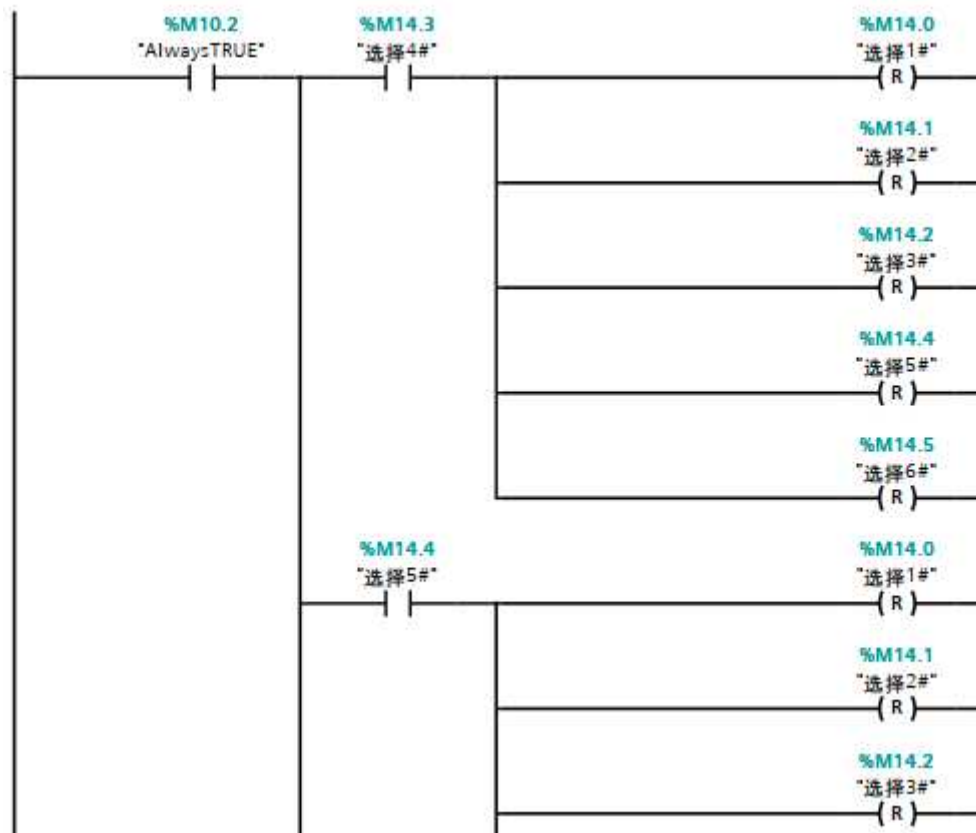 %M10.2
"AlwaysTRUE"
%M14.3
"选择4#"
%M14.0
"选择1#"
( R )
%M14.1
"选择2#"
( R )
%M14.2
"选择3#"
( R )
%M14.4
"选择5#"
( R )
%M14.5
"选择6#"
( R )
%M14.4
"选择5#"
%M14.0
"选择1#"
( R )
%M14.1
"选择2#"
( R )
%M14.2
"选择3#"
( R )